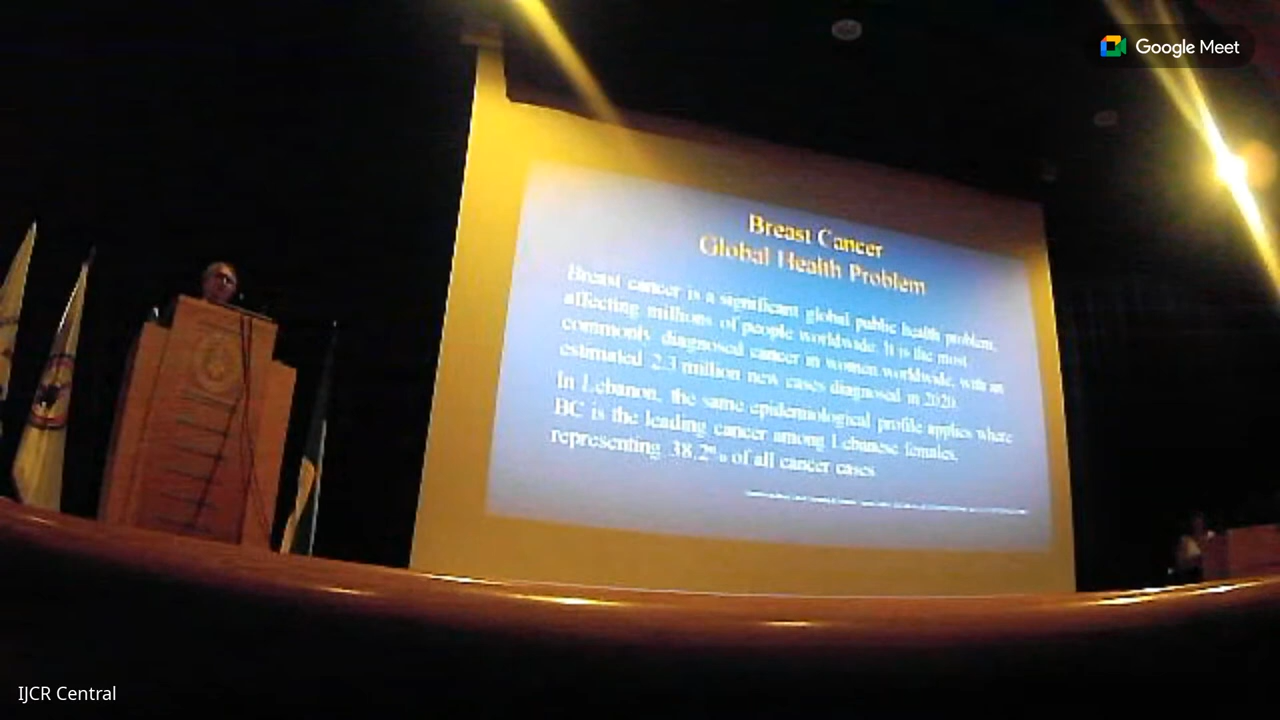 Google Meet
Breast Cancer
Global Health Problem
Breast cancer is a significant global public health problem,
affecting millions of people worldwide. It is the most
commonly diagnosed cancer in women worldwide, with an
estimated 2.3 million new cases diagnosed in 2020.
In Lebanon, the same epidemiological profile applies where
BC is the leading cancer among Lebanese females,
representing 38.2% of all cancer cases
IJCR Central